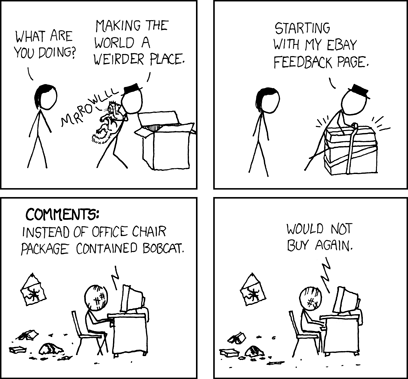 WHAT ARE
YOU DOING?
MAKING THE
WORLD A
WEIRDER PLACE.
MRROWLLL
STARTING
WITH MY EBAY
FEEDBACK PAGE.
COMMENTS:
INSTEAD OF OFFICE CHAIR
PACKAGE CONTAINED BOBCAT.
WOULD NOT
BUY AGAIN.